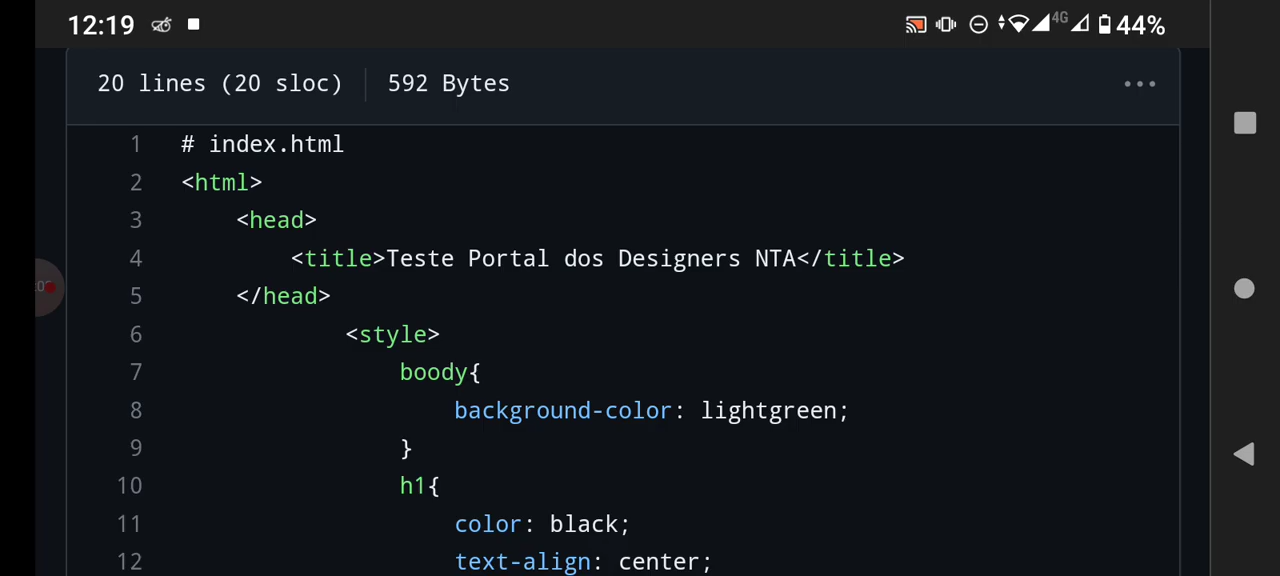 12:19 4G 44%
20 lines (20 sloc) 592 Bytes
1 # index.html
2 <html>
3 <head>
4 <title>Teste Portal dos Designers NTA</title>
5 </head>
6 <style>
7 boody{
8 background-color: lightgreen;
9 }
10 h1{
11 color: black;
12 text-align: center;